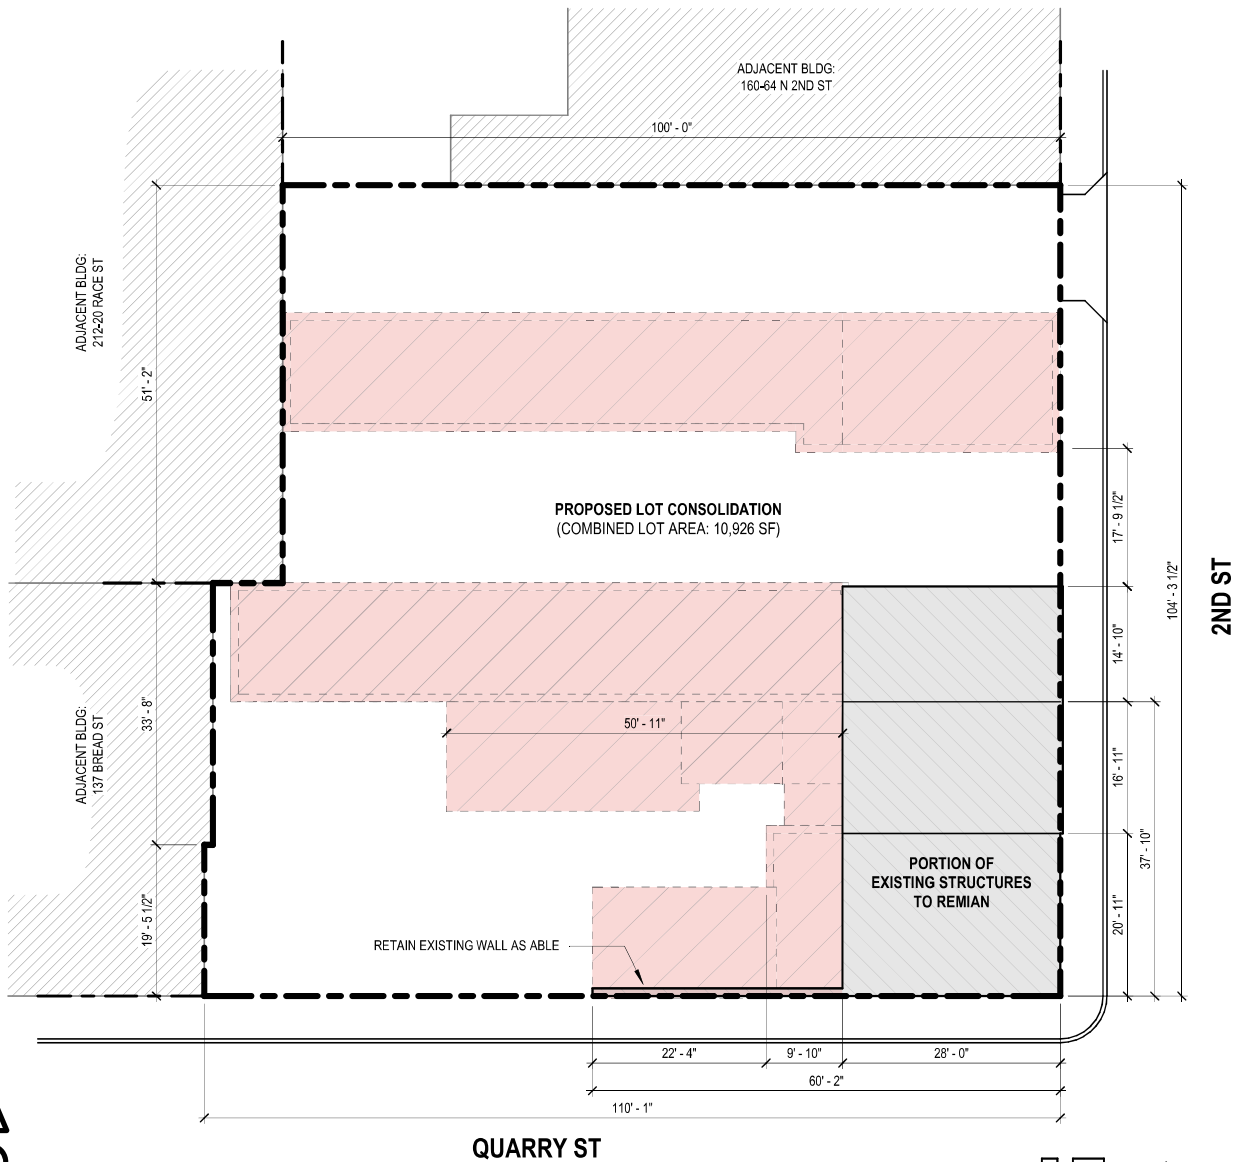 ADJACENT BLDG:
160-64 N 2ND ST
100' - 0"
ADJACENT BLDG:
212-20 RACE ST
51' - 2"
PROPOSED LOT CONSOLIDATION
(COMBINED LOT AREA: 10,926 SF)
17' - 9 1/2"
104' - 3 1/2"
2ND ST
14' - 10"
ADJACENT BLDG:
137 BREAD ST
33' - 8"
50' - 11"
16' - 11"
37' - 10"
PORTION OF
EXISTING STRUCTURES
TO REMIAN
20' - 11"
19' - 5 1/2"
RETAIN EXISTING WALL AS ABLE
22' - 4"
9' - 10"
28' - 0"
60' - 2"
110' - 1"
QUARRY ST